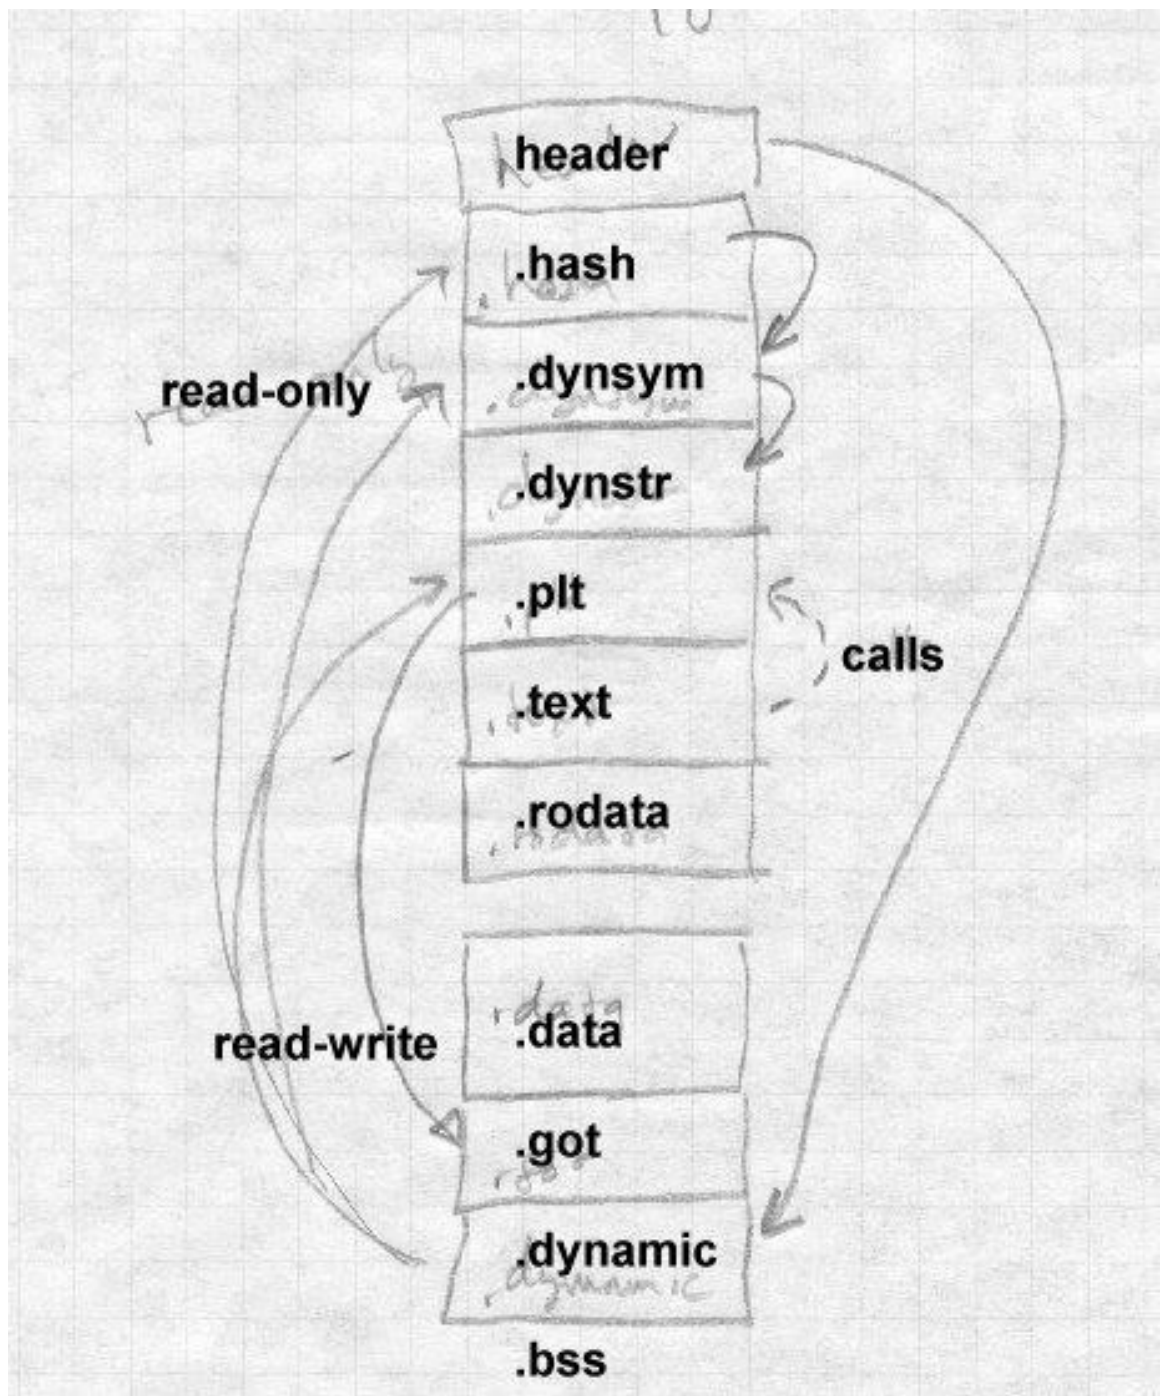 header
.hash
.dynsym
read-only
.dynstr
.plt
calls
.text
.rodata
.data
read-write
.got
.dynamic
.bss